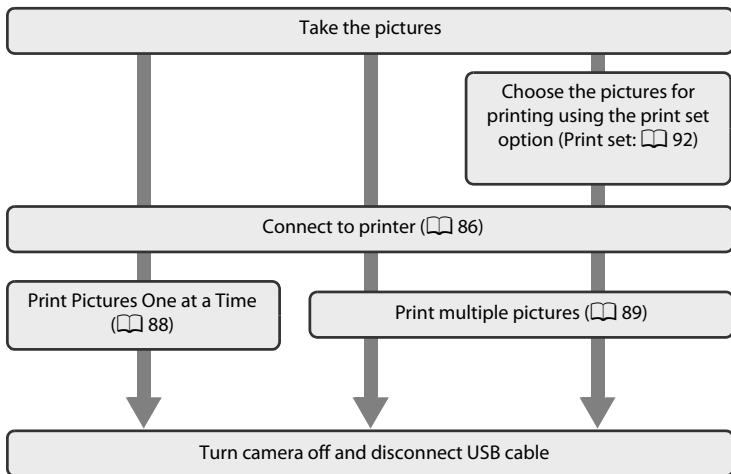 Take the pictures
Choose the pictures for
printing using the print set
option (Print set: 📖 92)
Connect to printer (📖 86)
Print Pictures One at a Time
(📖 88)
Print multiple pictures (📖 89)
Turn camera off and disconnect USB cable